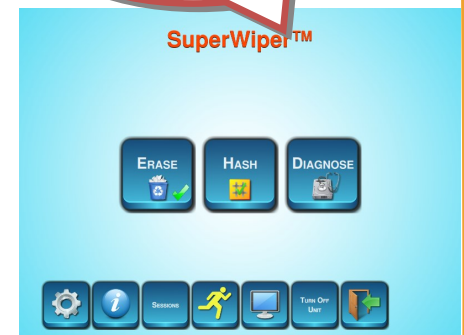 SuperWiper™
ERASE
HASH
DIAGNOSE
SESSIONS
TURN OFF
UNIT